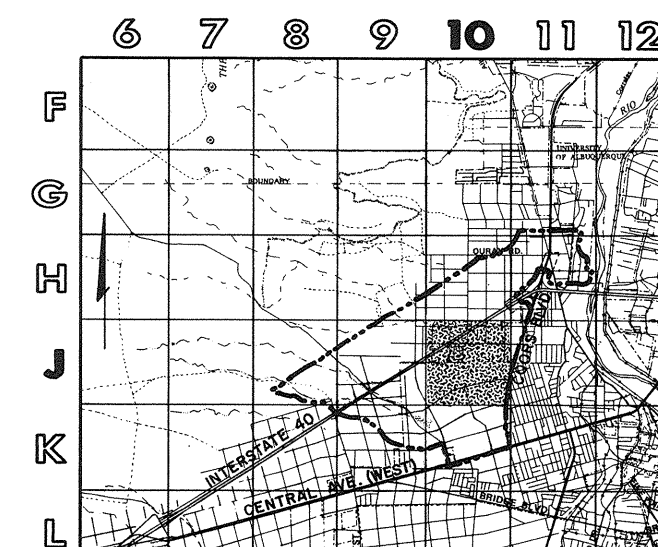 6 7 8 9 10 11 12
F
G
H
J
K
L
THE
RIO
UNIVERSITY
OF ALBUQUERQUE
BOUNDARY
OURAY RD.
COORS BLVD
INTERSTATE 40
CENTRAL AVE. (WEST)
BRIDGE BLVD